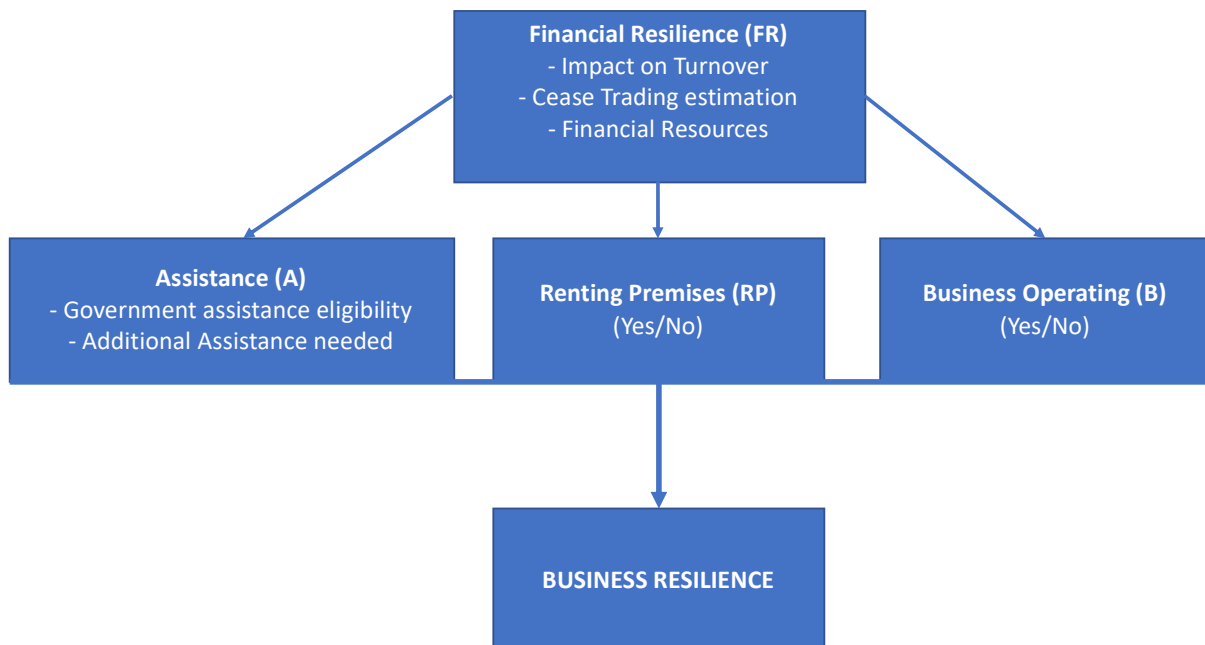 Financial Resilience (FR)
- Impact on Turnover
- Cease Trading estimation
- Financial Resources
Assistance (A)
- Government assistance eligibility
- Additional Assistance needed
Renting Premises (RP)
(Yes/No)
Business Operating (B)
(Yes/No)
BUSINESS RESILIENCE